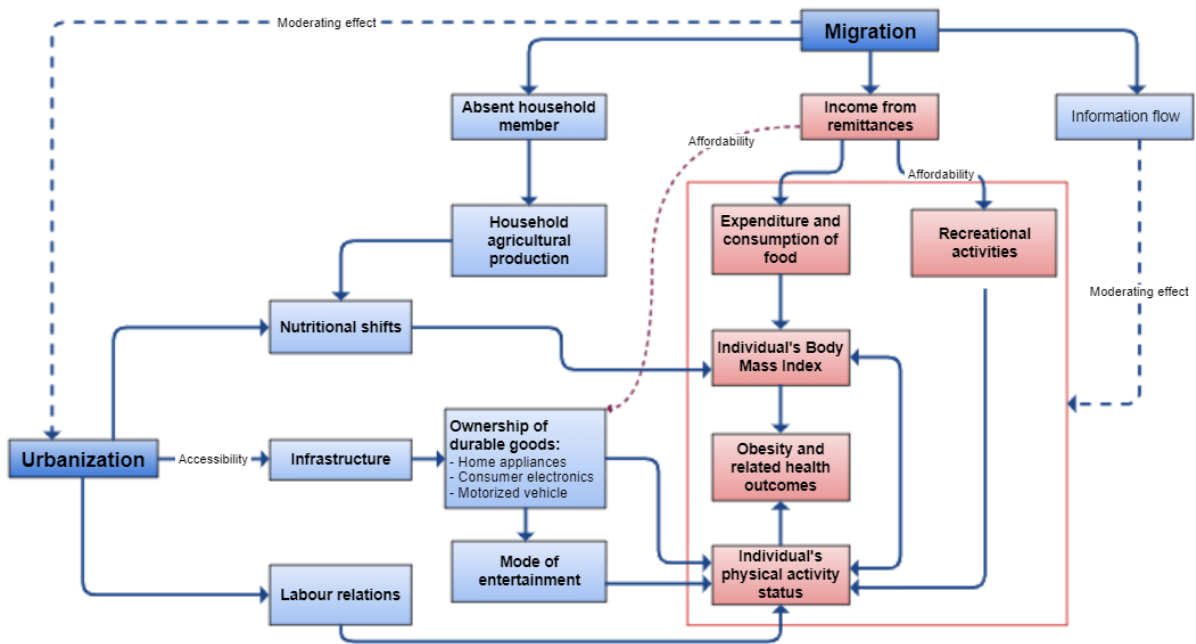 Moderating effect
Migration
Absent household
member
Income from
remittances
Information flow
Affordability
Affordability
Household
agricultural
production
Expenditure and
consumption of
food
Recreational
activities
Moderating effect
Nutritional shifts
Individual's Body
Mass Index
Urbanization
Accessibility
Infrastructure
Ownership of
durable goods:
- Home appliances
- Consumer electronics
- Motorized vehicle
Obesity and
related health
outcomes
Mode of
entertainment
Individual's
physical activity
status
Labour relations